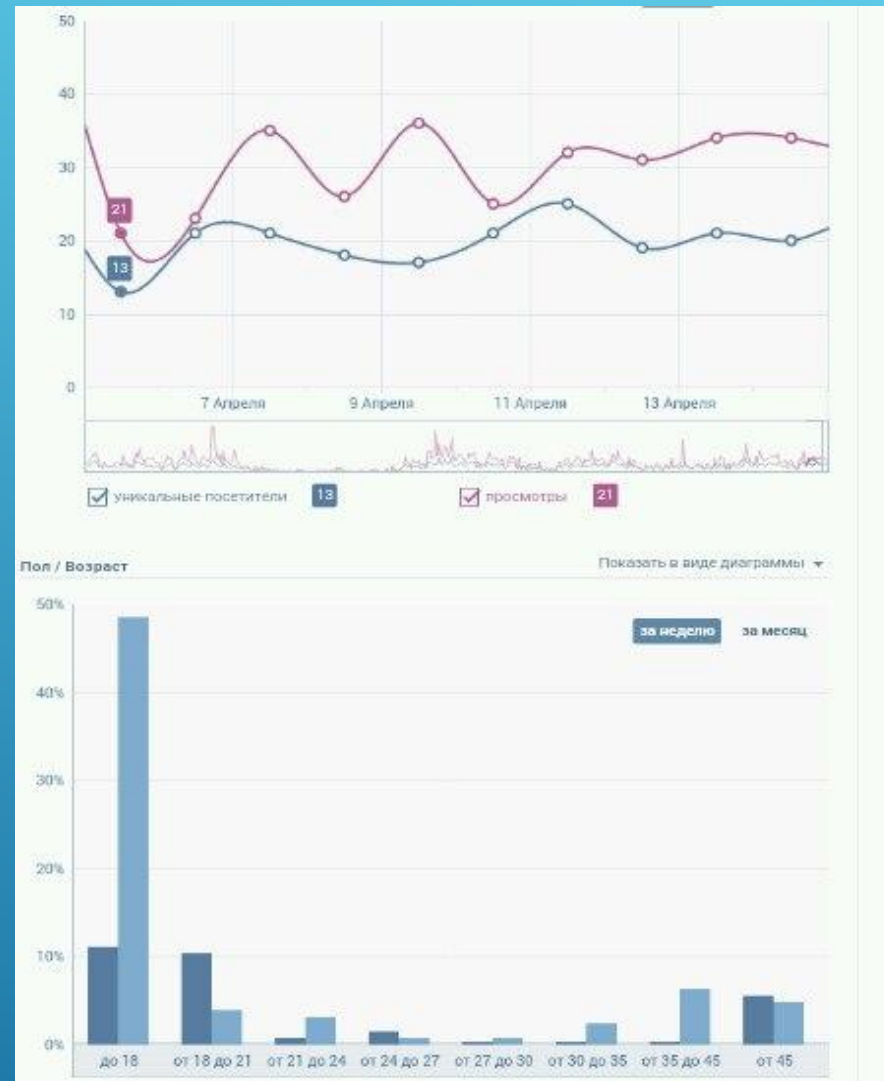 50
40
30
20
10
0
21
13
7 Апреля 9 Апреля 11 Апреля 13 Апреля
уникальные посетители 13 просмотры 21
Пол / Возраст Показать в виде диаграммы
за неделю за месяц
50%
40%
30%
20%
10%
0%
до 18 от 18 до 21 от 21 до 24 от 24 до 27 от 27 до 30 от 30 до 35 от 35 до 45 от 45